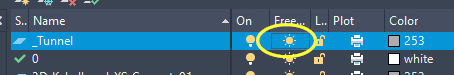 S.. Name On Free... L.. Plot Color
_Tunnel 253
0 white
253